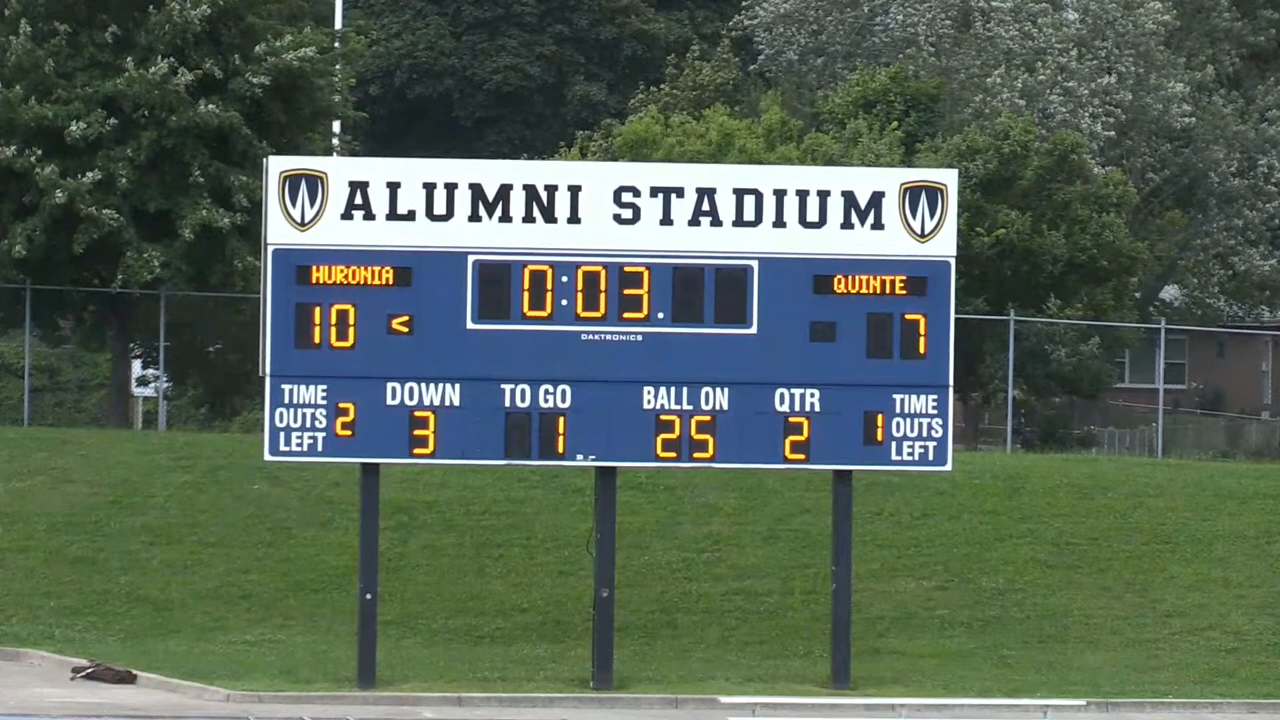 ALUMNI STADIUM
HURONIA 0:03. QUINTE
10 < 7
DAKTRONICS
TIME OUTS LEFT 2
DOWN 3
TO GO 1
BALL ON 25
QTR 2
1 TIME OUTS LEFT